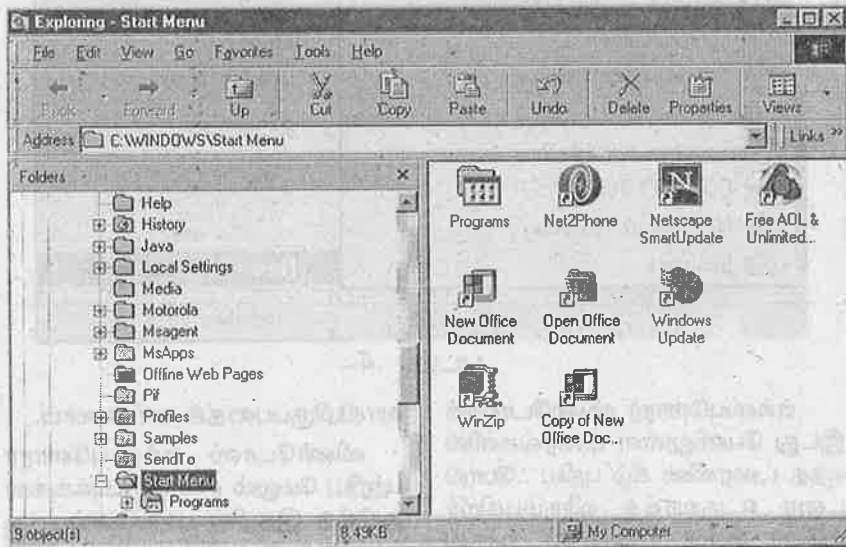 Exploring - Start Menu
File Edit View Go Favorites Tools Help
Back Forward Up Cut Copy Paste Undo Delete Properties Views
Address C:\WINDOWS\Start Menu Links »
Folders
Help
History
Java
Local Settings
Media
Motorola
Msagent
MsApps
Offline Web Pages
Pif
Profiles
Samples
SendTo
Start Menu
Programs
Programs Net2Phone Netscape SmartUpdate Free AOL & Unlimited...
New Office Document Open Office Document Windows Update
WinZip Copy of New Office Doc...
9 object(s) 8.49KB My Computer